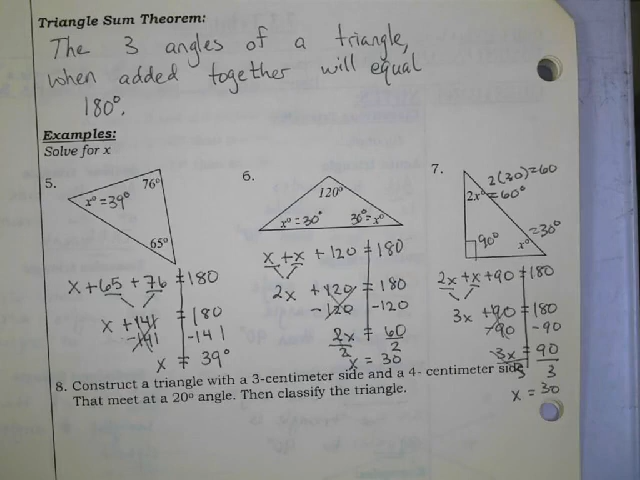 Triangle Sum Theorem:
The 3 angles of a triangle,
when added together will equal
180°.
Examples:
Solve for x
5.
76°
x° = 39°
65°
x + 65 + 76 = 180
x + 141 = 180
- 141 - 141
x = 39°
6.
120°
x° = 30° 30° = x°
x + x + 120 = 180
2x + 120 = 180
- 120 - 120
2x = 60
2 2
x = 30
7.
2(30) = 60
2x° = 60°
90° x° = 30°
2x + x + 90 = 180
3x + 90 = 180
- 90 - 90
3x = 90
3 3
x = 30
8. Construct a triangle with a 3-centimeter side and a 4- centimeter side
That meet at a 20° angle. Then classify the triangle.